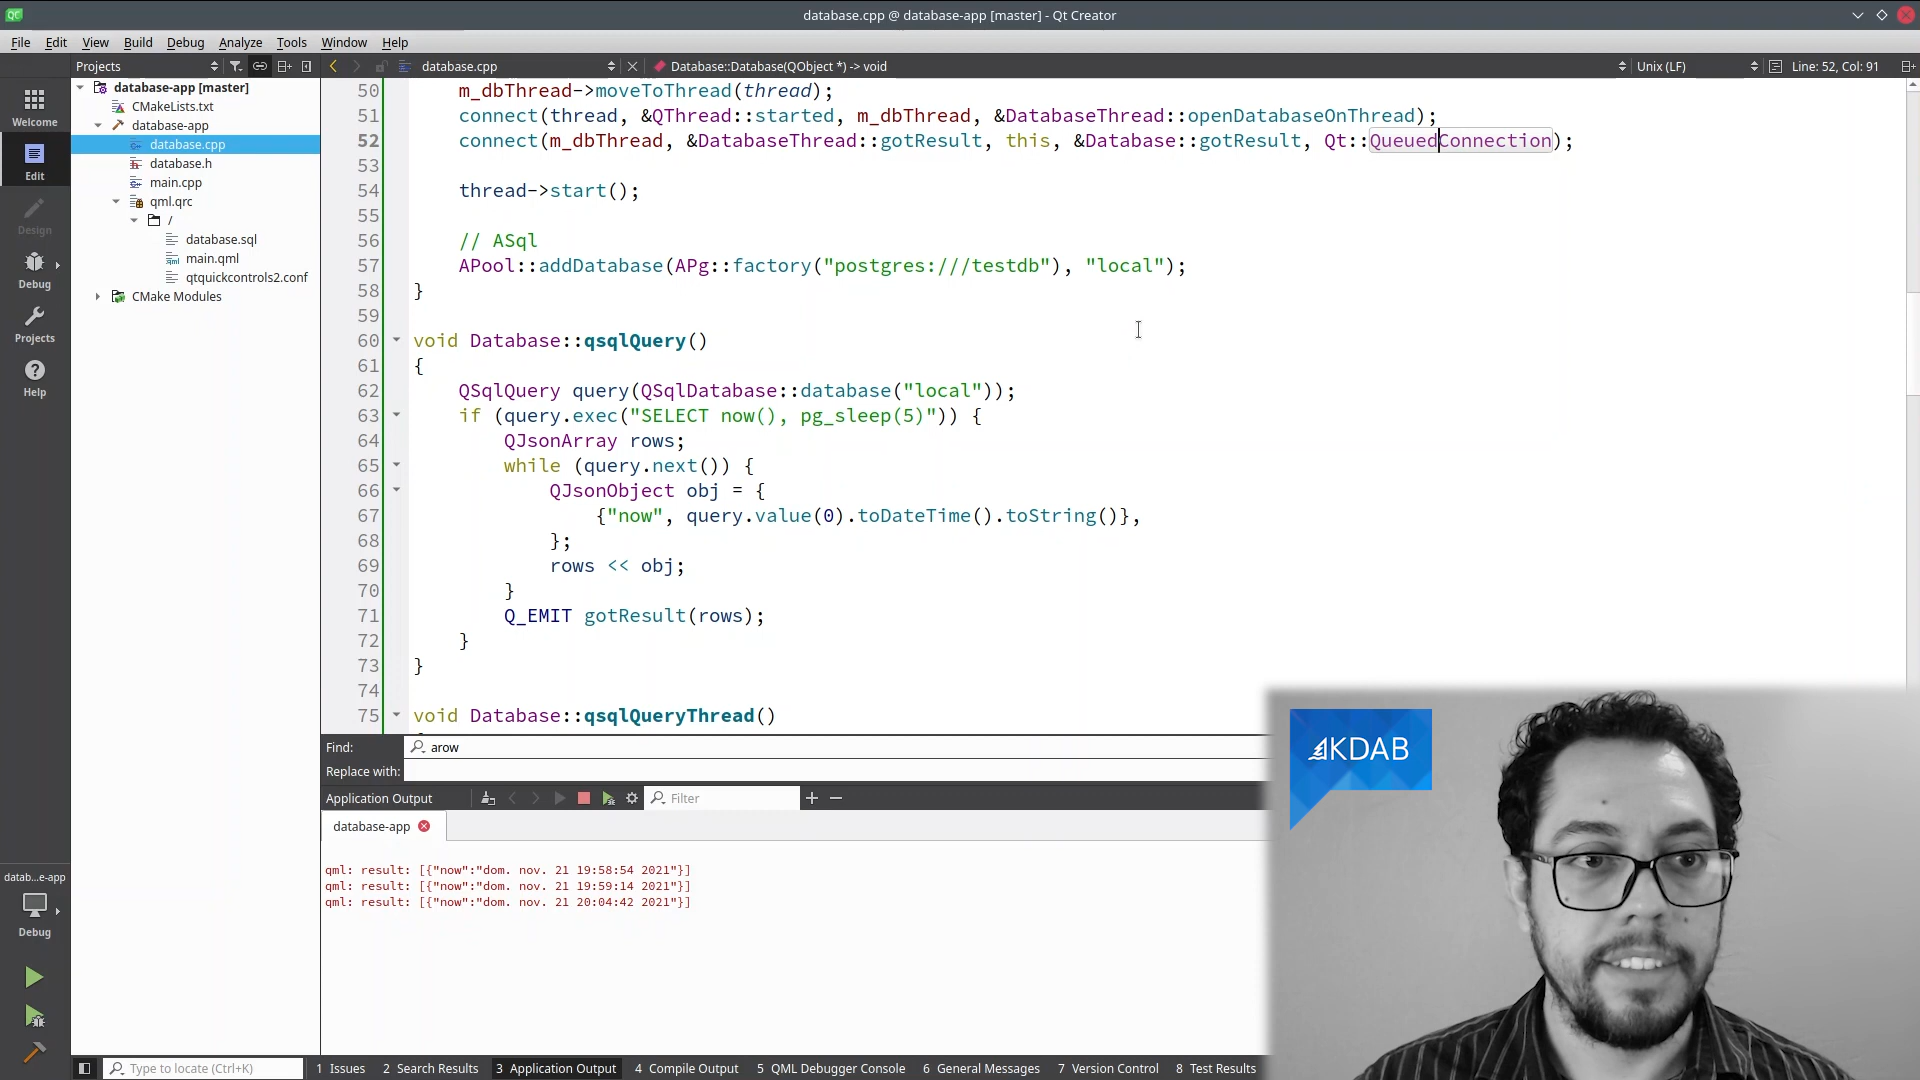 database.cpp @ database-app [master] - Qt Creator
File Edit View Build Debug Analyze Tools Window Help
Projects
database.cpp
Database::Database(QObject *) -> void
Unix (LF)
Line: 52, Col: 91
Welcome
Edit
Design
Debug
Projects
Help
datab...e-app
Debug
database-app [master]
CMakeLists.txt
database-app
database.cpp
database.h
main.cpp
qml.qrc
/
database.sql
main.qml
qtquickcontrols2.conf
CMake Modules
50 m_dbThread->moveToThread(thread);
51 connect(thread, &QThread::started, m_dbThread, &DatabaseThread::openDatabaseOnThread);
52 connect(m_dbThread, &DatabaseThread::gotResult, this, &Database::gotResult, Qt::QueuedConnection);
53
54 thread->start();
55
56 // ASql
57 APool::addDatabase(APg::factory("postgres:///testdb"), "local");
58 }
59
60 void Database::qsqlQuery()
61 {
62 QSqlQuery query(QSqlDatabase::database("local"));
63 if (query.exec("SELECT now(), pg_sleep(5)")) {
64 QJsonArray rows;
65 while (query.next()) {
66 QJsonObject obj = {
67 {"now", query.value(0).toDateTime().toString()},
68 };
69 rows << obj;
70 }
71 Q_EMIT gotResult(rows);
72 }
73 }
74
75 void Database::qsqlQueryThread()
Find: arow
Replace with:
Application Output
Filter
database-app
qml: result: [{"now":"dom. nov. 21 19:58:54 2021"}]
qml: result: [{"now":"dom. nov. 21 19:59:14 2021"}]
qml: result: [{"now":"dom. nov. 21 20:04:42 2021"}]
KDAB
Type to locate (Ctrl+K)
1 Issues 2 Search Results 3 Application Output 4 Compile Output 5 QML Debugger Console 6 General Messages 7 Version Control 8 Test Results